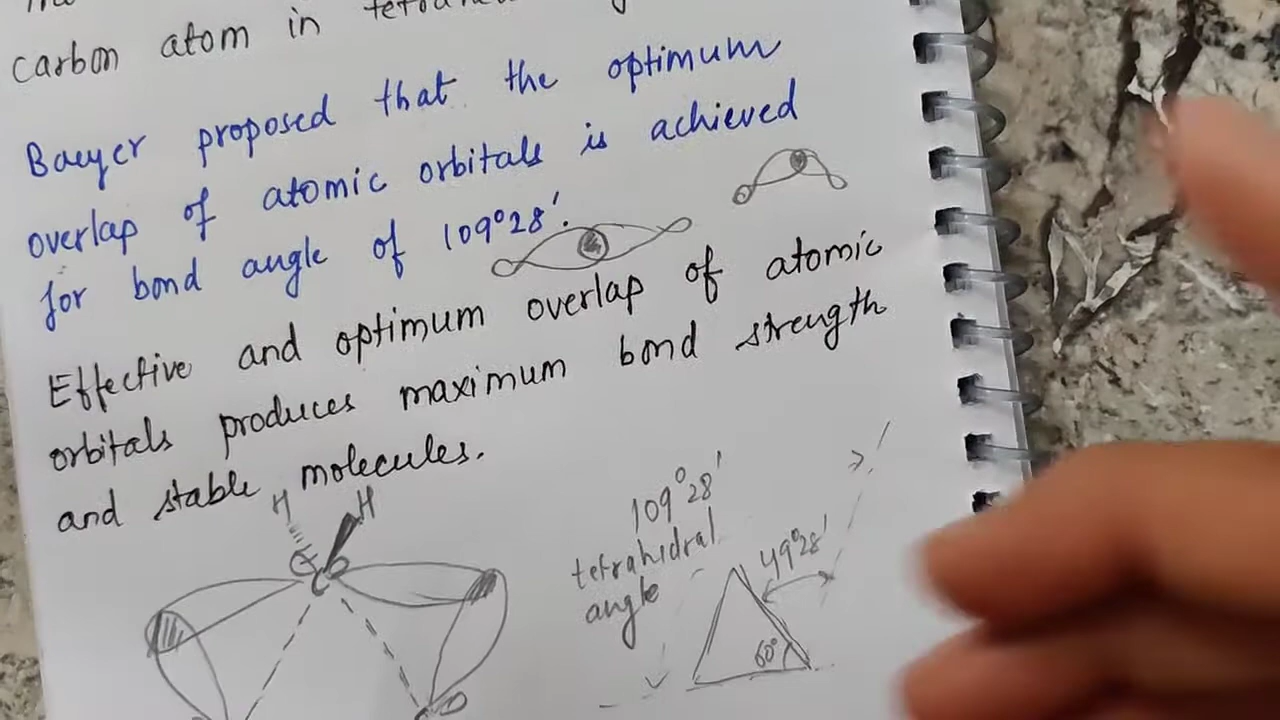 carbon atom in
Baeyer proposed that the optimum
overlap of atomic orbitals is achieved
for bond angle of 109°28'.
Effective and optimum overlap of atomic
orbitals produces maximum bond strength
and stable molecules.
H H
C
109°28'
tetrahidral
angle
49°28'
60°